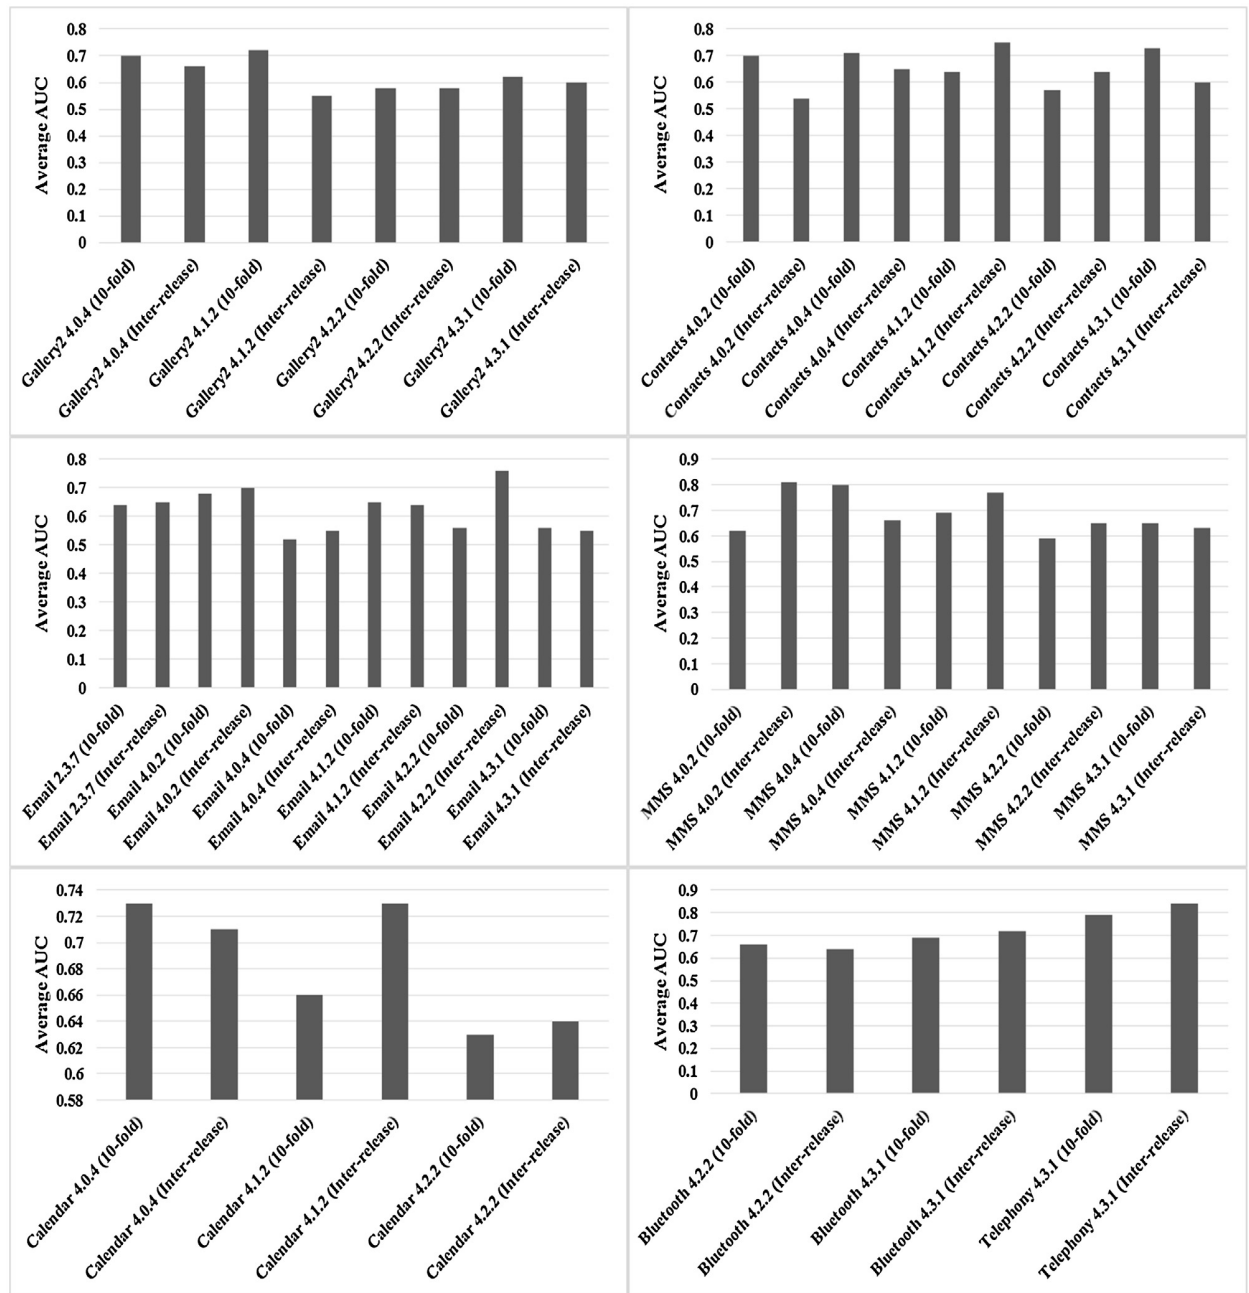 Average AUC
0.8
0.7
0.6
0.5
0.4
0.3
0.2
0.1
0
Gallery2 4.0.4 (10-fold)
Gallery2 4.0.4 (Inter-release)
Gallery2 4.1.2 (10-fold)
Gallery2 4.1.2 (Inter-release)
Gallery2 4.2.2 (10-fold)
Gallery2 4.2.2 (Inter-release)
Gallery2 4.3.1 (10-fold)
Gallery2 4.3.1 (Inter-release)
Average AUC
0.8
0.7
0.6
0.5
0.4
0.3
0.2
0.1
0
Contacts 4.0.2 (10-fold)
Contacts 4.0.2 (Inter-release)
Contacts 4.0.4 (10-fold)
Contacts 4.0.4 (Inter-release)
Contacts 4.1.2 (10-fold)
Contacts 4.1.2 (Inter-release)
Contacts 4.2.2 (10-fold)
Contacts 4.2.2 (Inter-release)
Contacts 4.3.1 (10-fold)
Contacts 4.3.1 (Inter-release)
Average AUC
0.8
0.7
0.6
0.5
0.4
0.3
0.2
0.1
0
Email 2.3.7 (10-fold)
Email 2.3.7 (Inter-release)
Email 4.0.2 (10-fold)
Email 4.0.2 (Inter-release)
Email 4.0.4 (10-fold)
Email 4.0.4 (Inter-release)
Email 4.1.2 (10-fold)
Email 4.1.2 (Inter-release)
Email 4.2.2 (10-fold)
Email 4.2.2 (Inter-release)
Email 4.3.1 (10-fold)
Email 4.3.1 (Inter-release)
Average AUC
0.9
0.8
0.7
0.6
0.5
0.4
0.3
0.2
0.1
0
MMS 4.0.2 (10-fold)
MMS 4.0.2 (Inter-release)
MMS 4.0.4 (10-fold)
MMS 4.0.4 (Inter-release)
MMS 4.1.2 (10-fold)
MMS 4.1.2 (Inter-release)
MMS 4.2.2 (10-fold)
MMS 4.2.2 (Inter-release)
MMS 4.3.1 (10-fold)
MMS 4.3.1 (Inter-release)
Average AUC
0.74
0.72
0.7
0.68
0.66
0.64
0.62
0.6
0.58
Calendar 4.0.4 (10-fold)
Calendar 4.0.4 (Inter-release)
Calendar 4.1.2 (10-fold)
Calendar 4.1.2 (Inter-release)
Calendar 4.2.2 (10-fold)
Calendar 4.2.2 (Inter-release)
Average AUC
0.9
0.8
0.7
0.6
0.5
0.4
0.3
0.2
0.1
0
Bluetooth 4.2.2 (10-fold)
Bluetooth 4.2.2 (Inter-release)
Bluetooth 4.3.1 (10-fold)
Bluetooth 4.3.1 (Inter-release)
Telephony 4.3.1 (10-fold)
Telephony 4.3.1 (Inter-release)